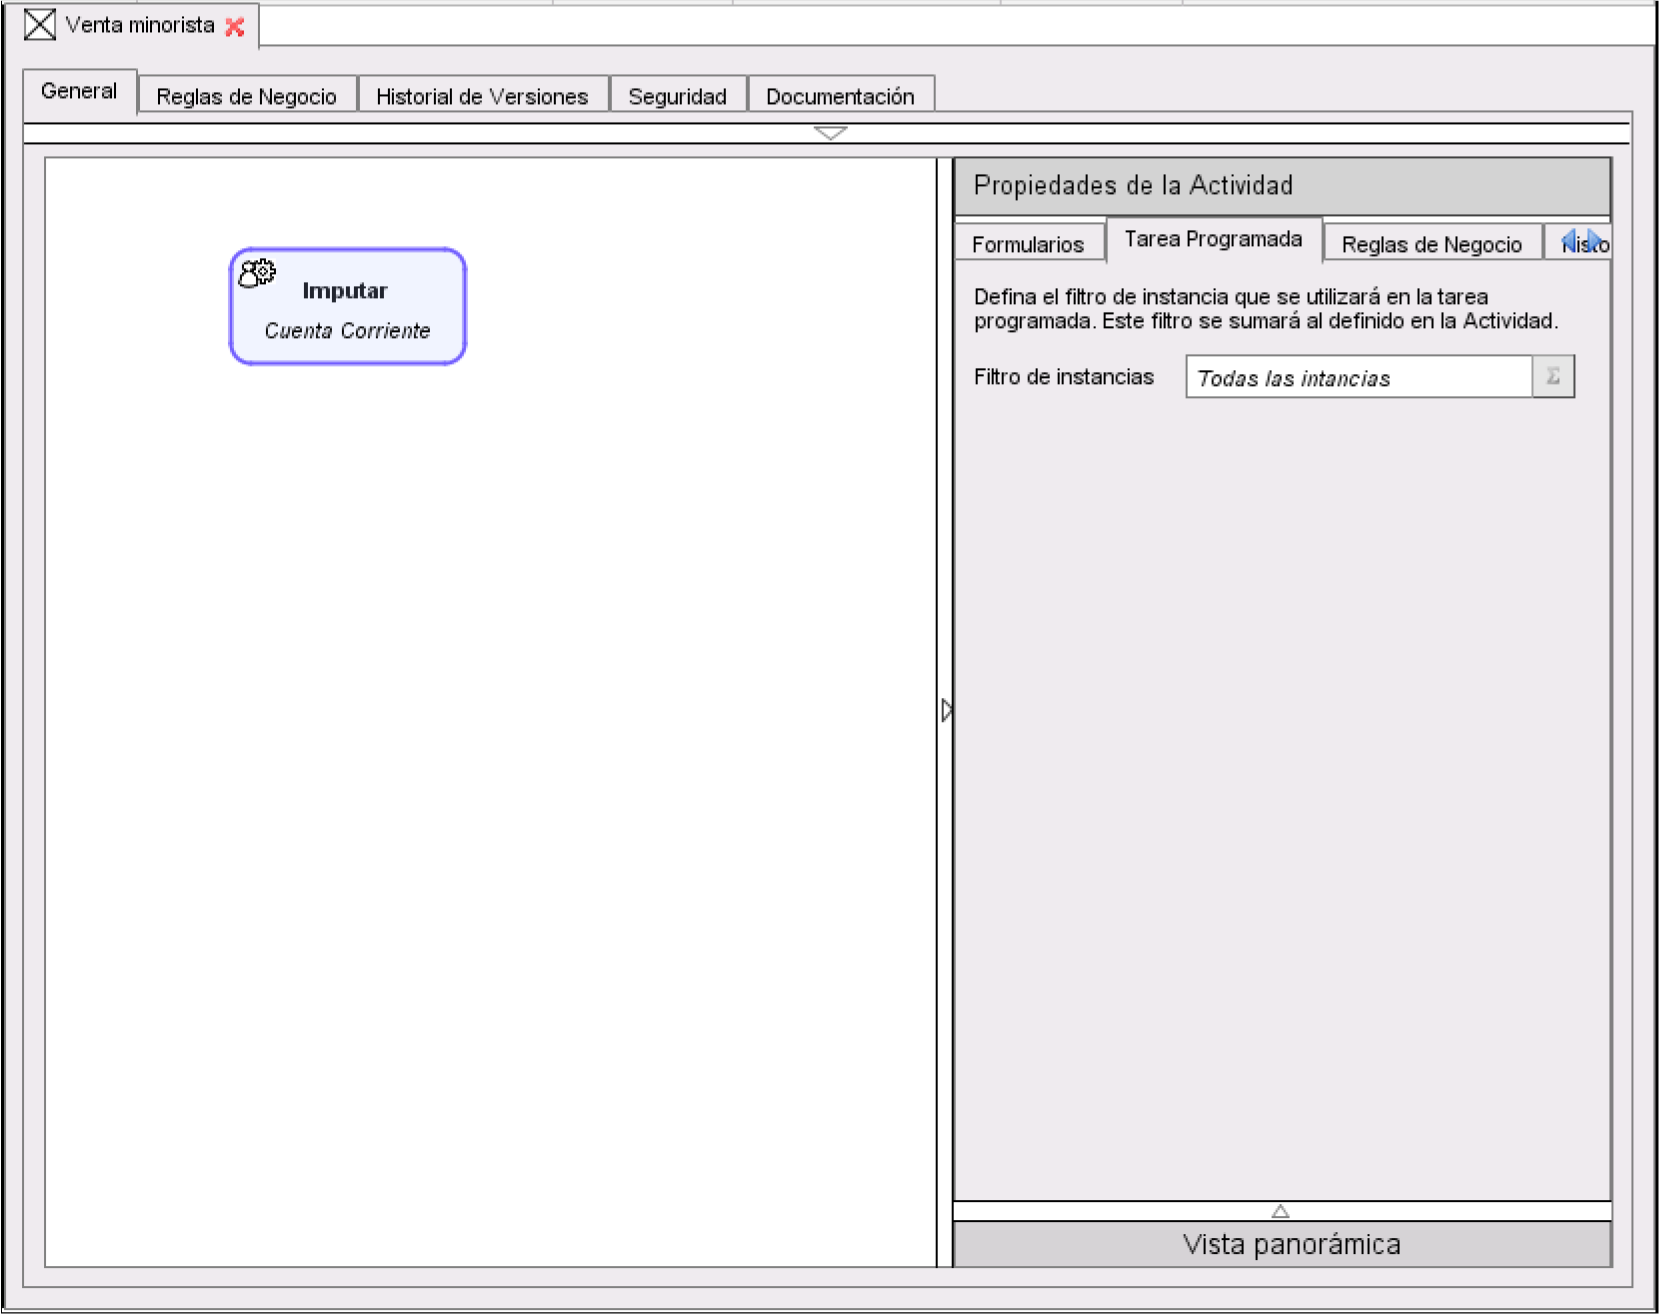 Venta minorista
General
Reglas de Negocio
Historial de Versiones
Seguridad
Documentación
Imputar
Cuenta Corriente
Propiedades de la Actividad
Formularios
Tarea Programada
Reglas de Negocio
Defina el filtro de instancia que se utilizará en la tarea
programada. Este filtro se sumará al definido en la Actividad.
Filtro de instancias
Todas las intancias
Σ
Vista panorámica